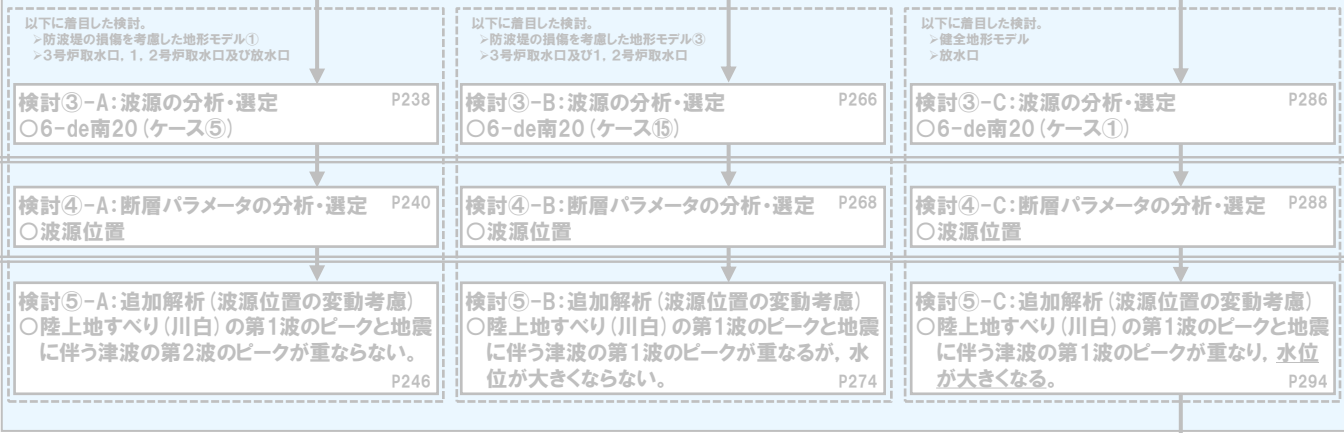 以下に着目した検討。
➢防波堤の損傷を考慮した地形モデル①
➢3号炉取水口，1，2号炉取水口及び放水口
検討③-A：波源の分析・選定 P238
○6-de南20（ケース⑤）
検討④-A：断層パラメータの分析・選定 P240
○波源位置
検討⑤-A：追加解析（波源位置の変動考慮）
○陸上地すべり（川白）の第1波のピークと地震
に伴う津波の第2波のピークが重ならない。
P246
以下に着目した検討。
➢防波堤の損傷を考慮した地形モデル③
➢3号炉取水口及び1，2号炉取水口
検討③-B：波源の分析・選定 P266
○6-de南20（ケース⑮）
検討④-B：断層パラメータの分析・選定 P268
○波源位置
検討⑤-B：追加解析（波源位置の変動考慮）
○陸上地すべり（川白）の第1波のピークと地震
に伴う津波の第1波のピークが重なるが，水
位が大きくならない。 P274
以下に着目した検討。
➢健全地形モデル
➢放水口
検討③-C：波源の分析・選定 P286
○6-de南20（ケース①）
検討④-C：断層パラメータの分析・選定 P288
○波源位置
検討⑤-C：追加解析（波源位置の変動考慮）
○陸上地すべり（川白）の第1波のピークと地震
に伴う津波の第1波のピークが重なり，水位
が大きくなる。 P294